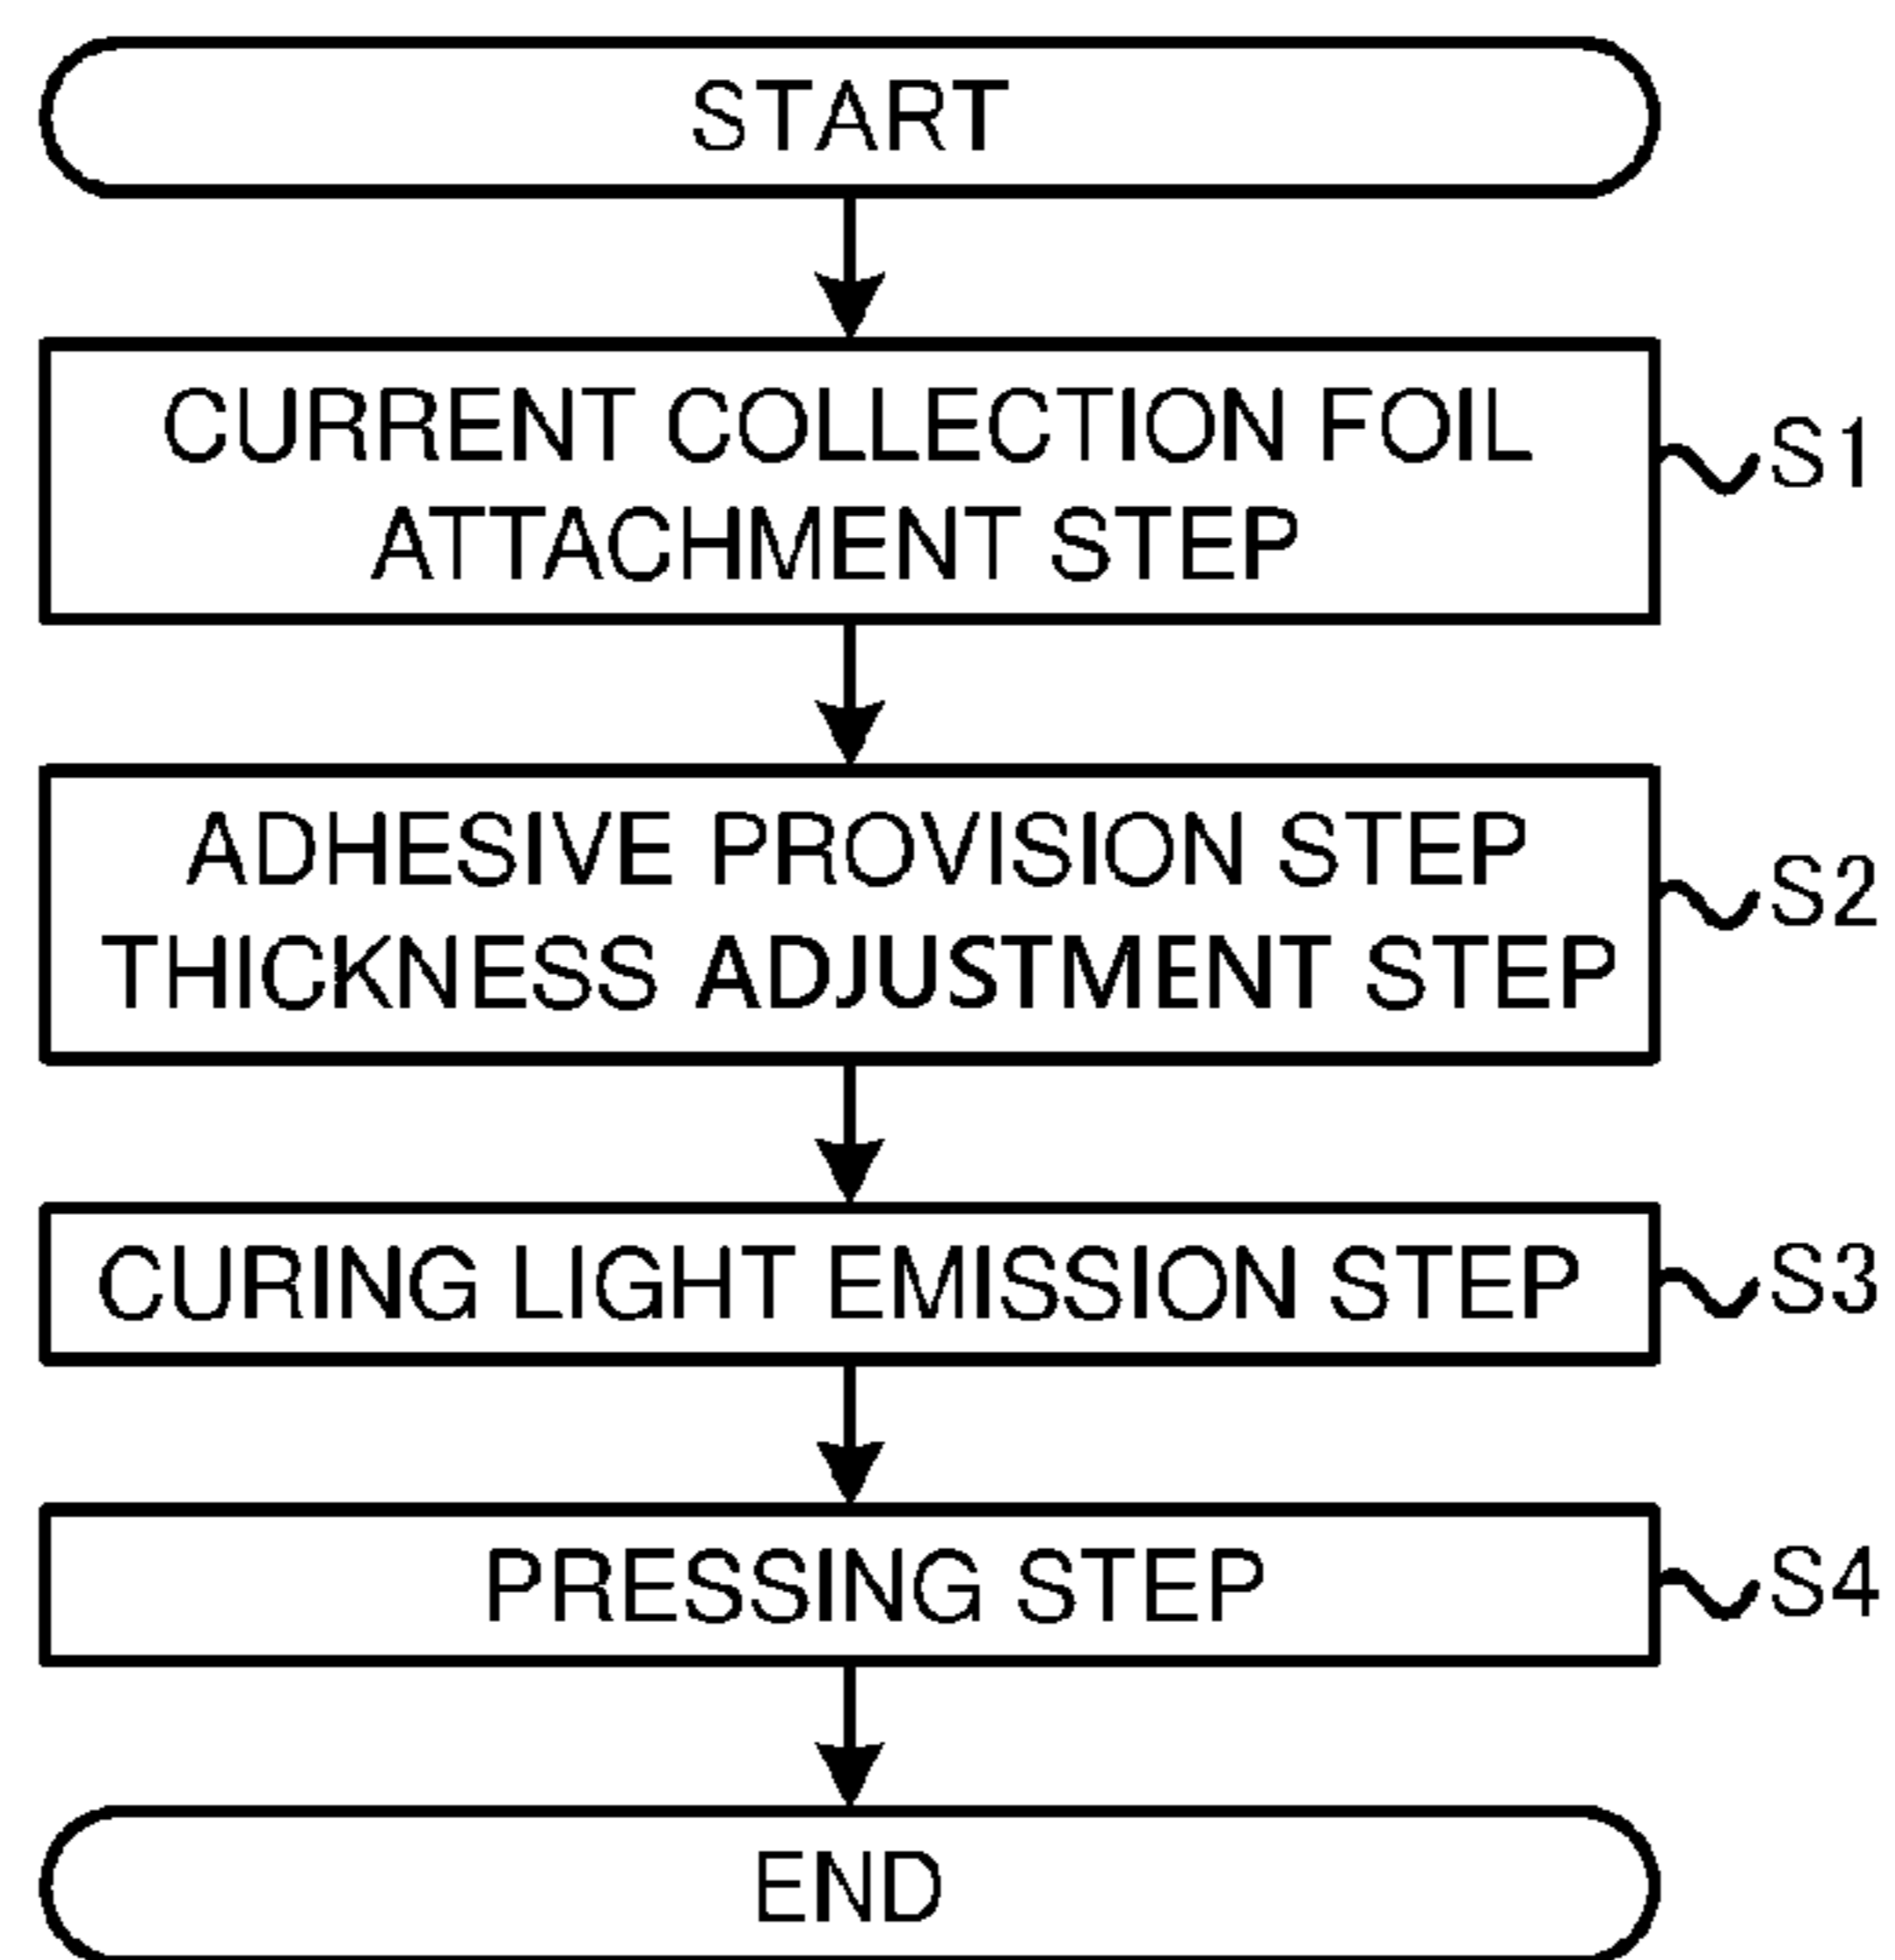 START
CURRENT COLLECTION FOIL
ATTACHMENT STEP
S1
ADHESIVE PROVISION STEP
THICKNESS ADJUSTMENT STEP
S2
CURING LIGHT EMISSION STEP
S3
PRESSING STEP
S4
END